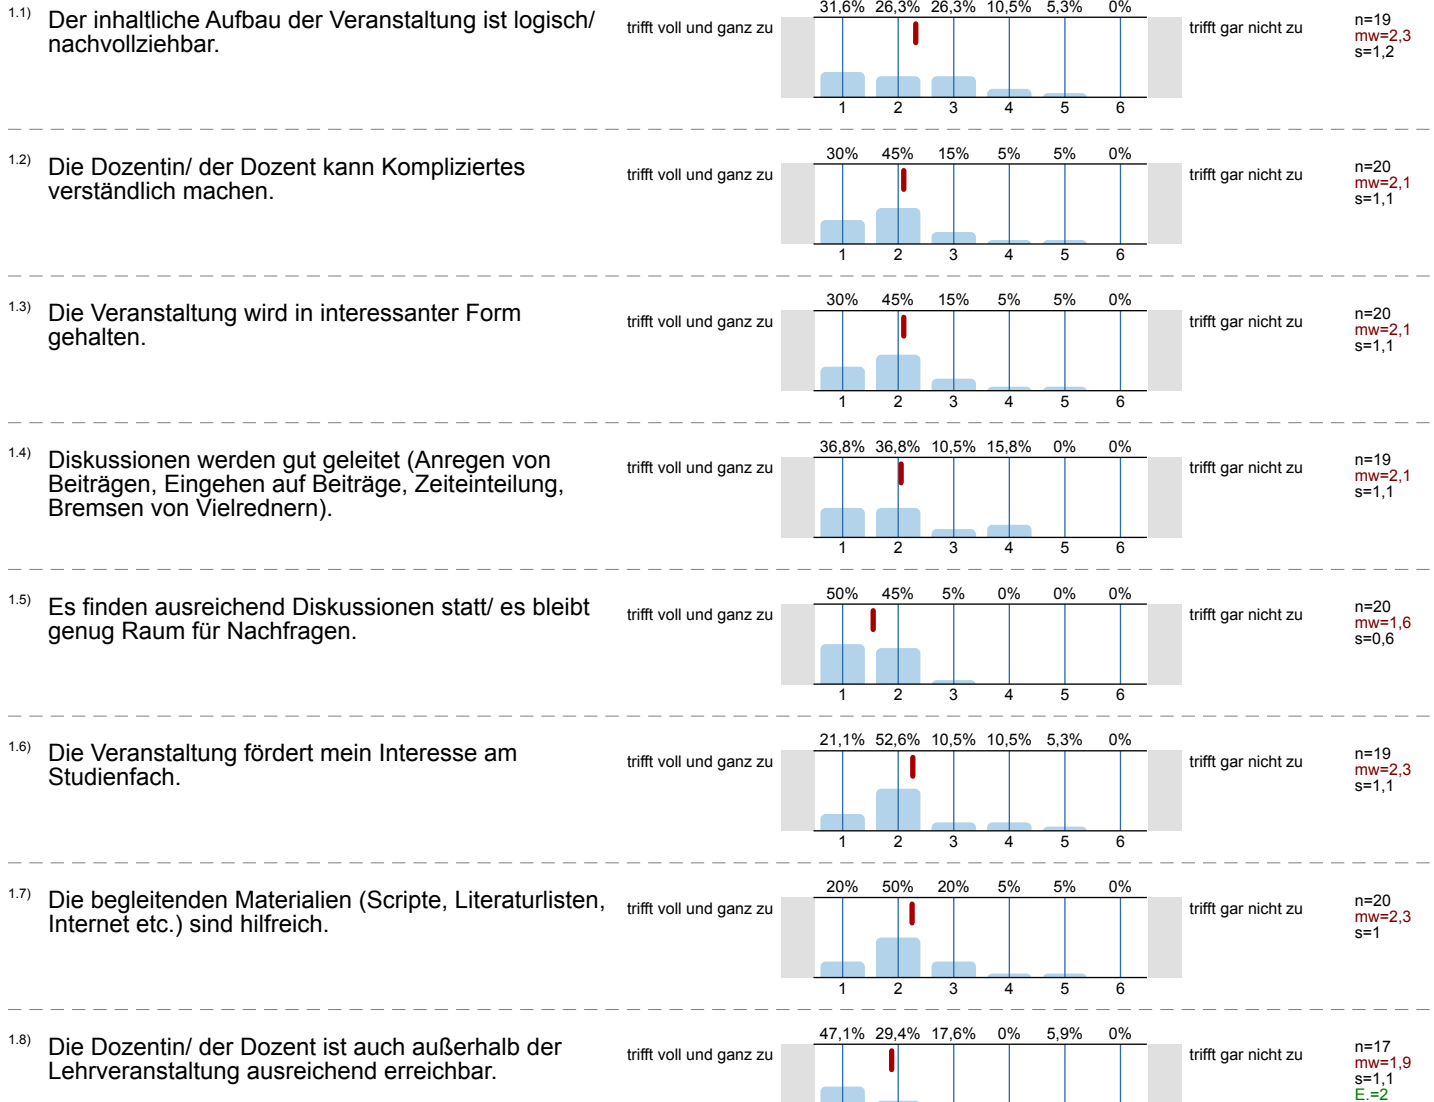 1.1) Der inhaltliche Aufbau der Veranstaltung ist logisch/
nachvollziehbar.
trifft voll und ganz zu
31,6% 26,3% 26,3% 10,5% 5,3% 0%
1 2 3 4 5 6
trifft gar nicht zu
n=19
mw=2,3
s=1,2
1.2) Die Dozentin/ der Dozent kann Kompliziertes
verständlich machen.
trifft voll und ganz zu
30% 45% 15% 5% 5% 0%
1 2 3 4 5 6
trifft gar nicht zu
n=20
mw=2,1
s=1,1
1.3) Die Veranstaltung wird in interessanter Form
gehalten.
trifft voll und ganz zu
30% 45% 15% 5% 5% 0%
1 2 3 4 5 6
trifft gar nicht zu
n=20
mw=2,1
s=1,1
1.4) Diskussionen werden gut geleitet (Anregen von
Beiträgen, Eingehen auf Beiträge, Zeiteinteilung,
Bremsen von Vielrednern).
trifft voll und ganz zu
36,8% 36,8% 10,5% 15,8% 0% 0%
1 2 3 4 5 6
trifft gar nicht zu
n=19
mw=2,1
s=1,1
1.5) Es finden ausreichend Diskussionen statt/ es bleibt
genug Raum für Nachfragen.
trifft voll und ganz zu
50% 45% 5% 0% 0% 0%
1 2 3 4 5 6
trifft gar nicht zu
n=20
mw=1,6
s=0,6
1.6) Die Veranstaltung fördert mein Interesse am
Studienfach.
trifft voll und ganz zu
21,1% 52,6% 10,5% 10,5% 5,3% 0%
1 2 3 4 5 6
trifft gar nicht zu
n=19
mw=2,3
s=1,1
1.7) Die begleitenden Materialien (Scripte, Literaturlisten,
Internet etc.) sind hilfreich.
trifft voll und ganz zu
20% 50% 20% 5% 5% 0%
1 2 3 4 5 6
trifft gar nicht zu
n=20
mw=2,3
s=1
1.8) Die Dozentin/ der Dozent ist auch außerhalb der
Lehrveranstaltung ausreichend erreichbar.
trifft voll und ganz zu
47,1% 29,4% 17,6% 0% 5,9% 0%
trifft gar nicht zu
n=17
mw=1,9
s=1,1
E.=2